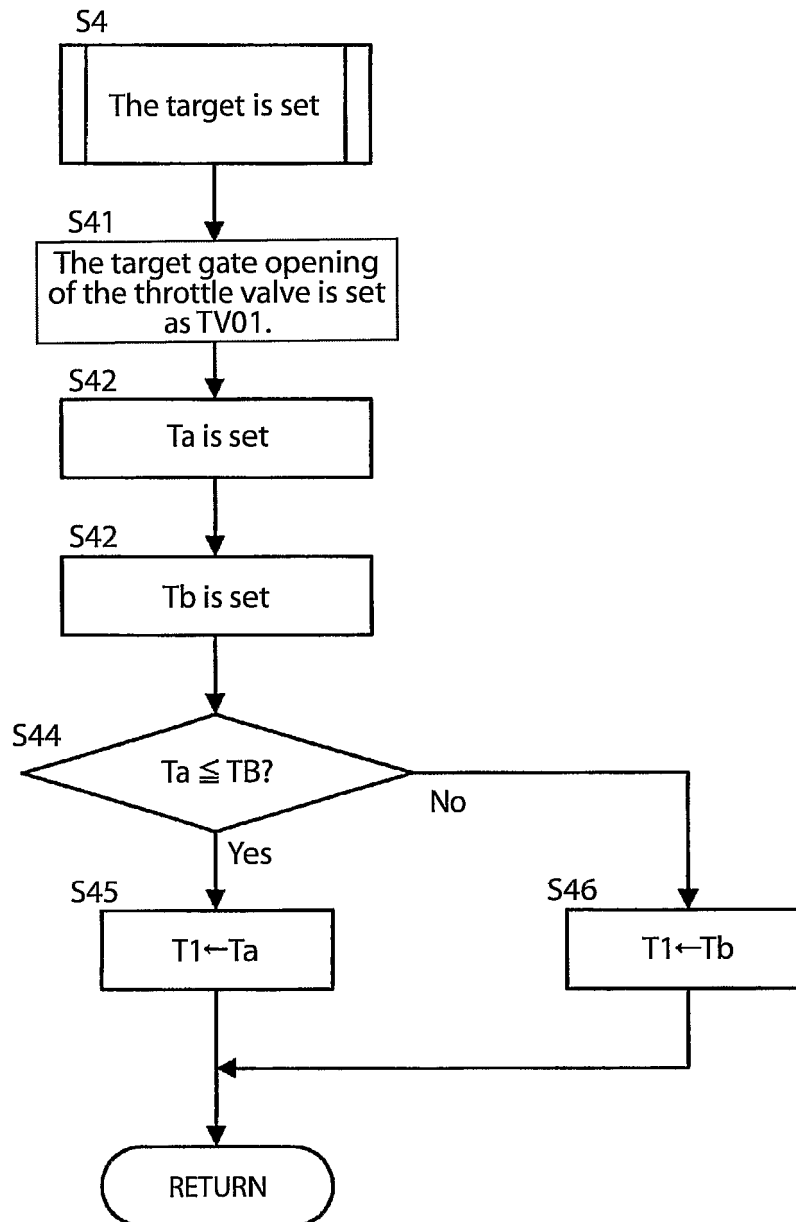 S4
The target is set
S41
The target gate opening
of the throttle valve is set
as TV01.
S42
Ta is set
S42
Tb is set
S44
Ta ≦ TB?
No
Yes
S45
T1←Ta
S46
T1←Tb
RETURN